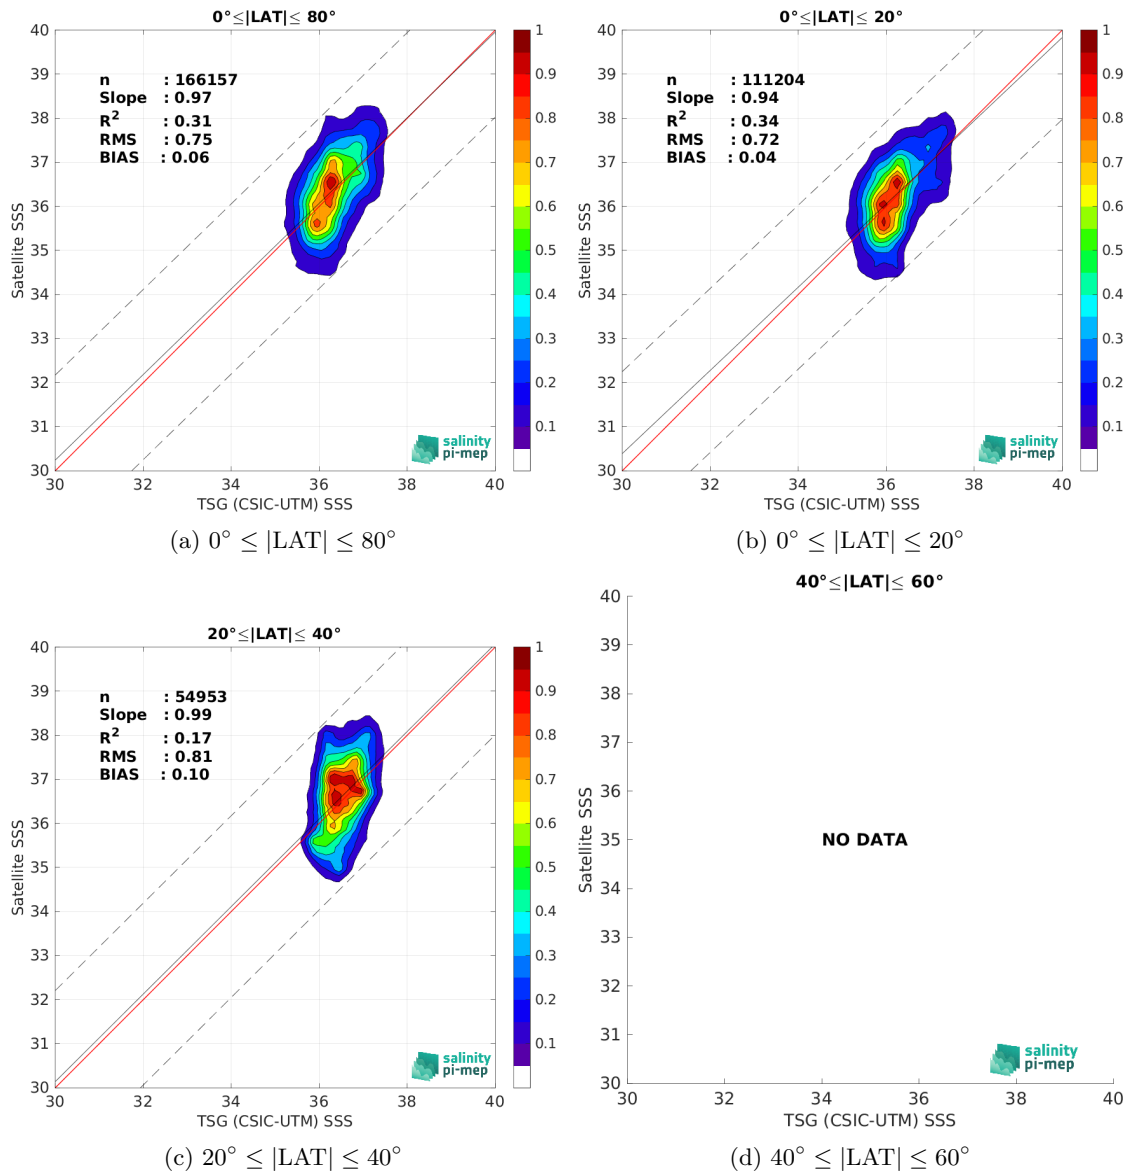 0°≤|LAT|≤ 80°
40
39
38
37
36
35
34
33
32
31
30
30
32
34
36
38
40
Satellite SSS
TSG (CSIC-UTM) SSS
n : 166157
Slope : 0.97
R2 : 0.31
RMS : 0.75
BIAS : 0.06
1
0.9
0.8
0.7
0.6
0.5
0.4
0.3
0.2
0.1
salinity
pi-mep
(a) 0° ≤ |LAT| ≤ 80°
0°≤|LAT|≤ 20°
40
39
38
37
36
35
34
33
32
31
30
30
32
34
36
38
40
Satellite SSS
TSG (CSIC-UTM) SSS
n : 111204
Slope : 0.94
R2 : 0.34
RMS : 0.72
BIAS : 0.04
1
0.9
0.8
0.7
0.6
0.5
0.4
0.3
0.2
0.1
salinity
pi-mep
(b) 0° ≤ |LAT| ≤ 20°
20°≤|LAT|≤ 40°
40
39
38
37
36
35
34
33
32
31
30
30
32
34
36
38
40
Satellite SSS
TSG (CSIC-UTM) SSS
n : 54953
Slope : 0.99
R2 : 0.17
RMS : 0.81
BIAS : 0.10
1
0.9
0.8
0.7
0.6
0.5
0.4
0.3
0.2
0.1
salinity
pi-mep
(c) 20° ≤ |LAT| ≤ 40°
40°≤|LAT|≤ 60°
40
39
38
37
36
35
34
33
32
31
30
30
32
34
36
38
40
Satellite SSS
TSG (CSIC-UTM) SSS
NO DATA
salinity
pi-mep
(d) 40° ≤ |LAT| ≤ 60°